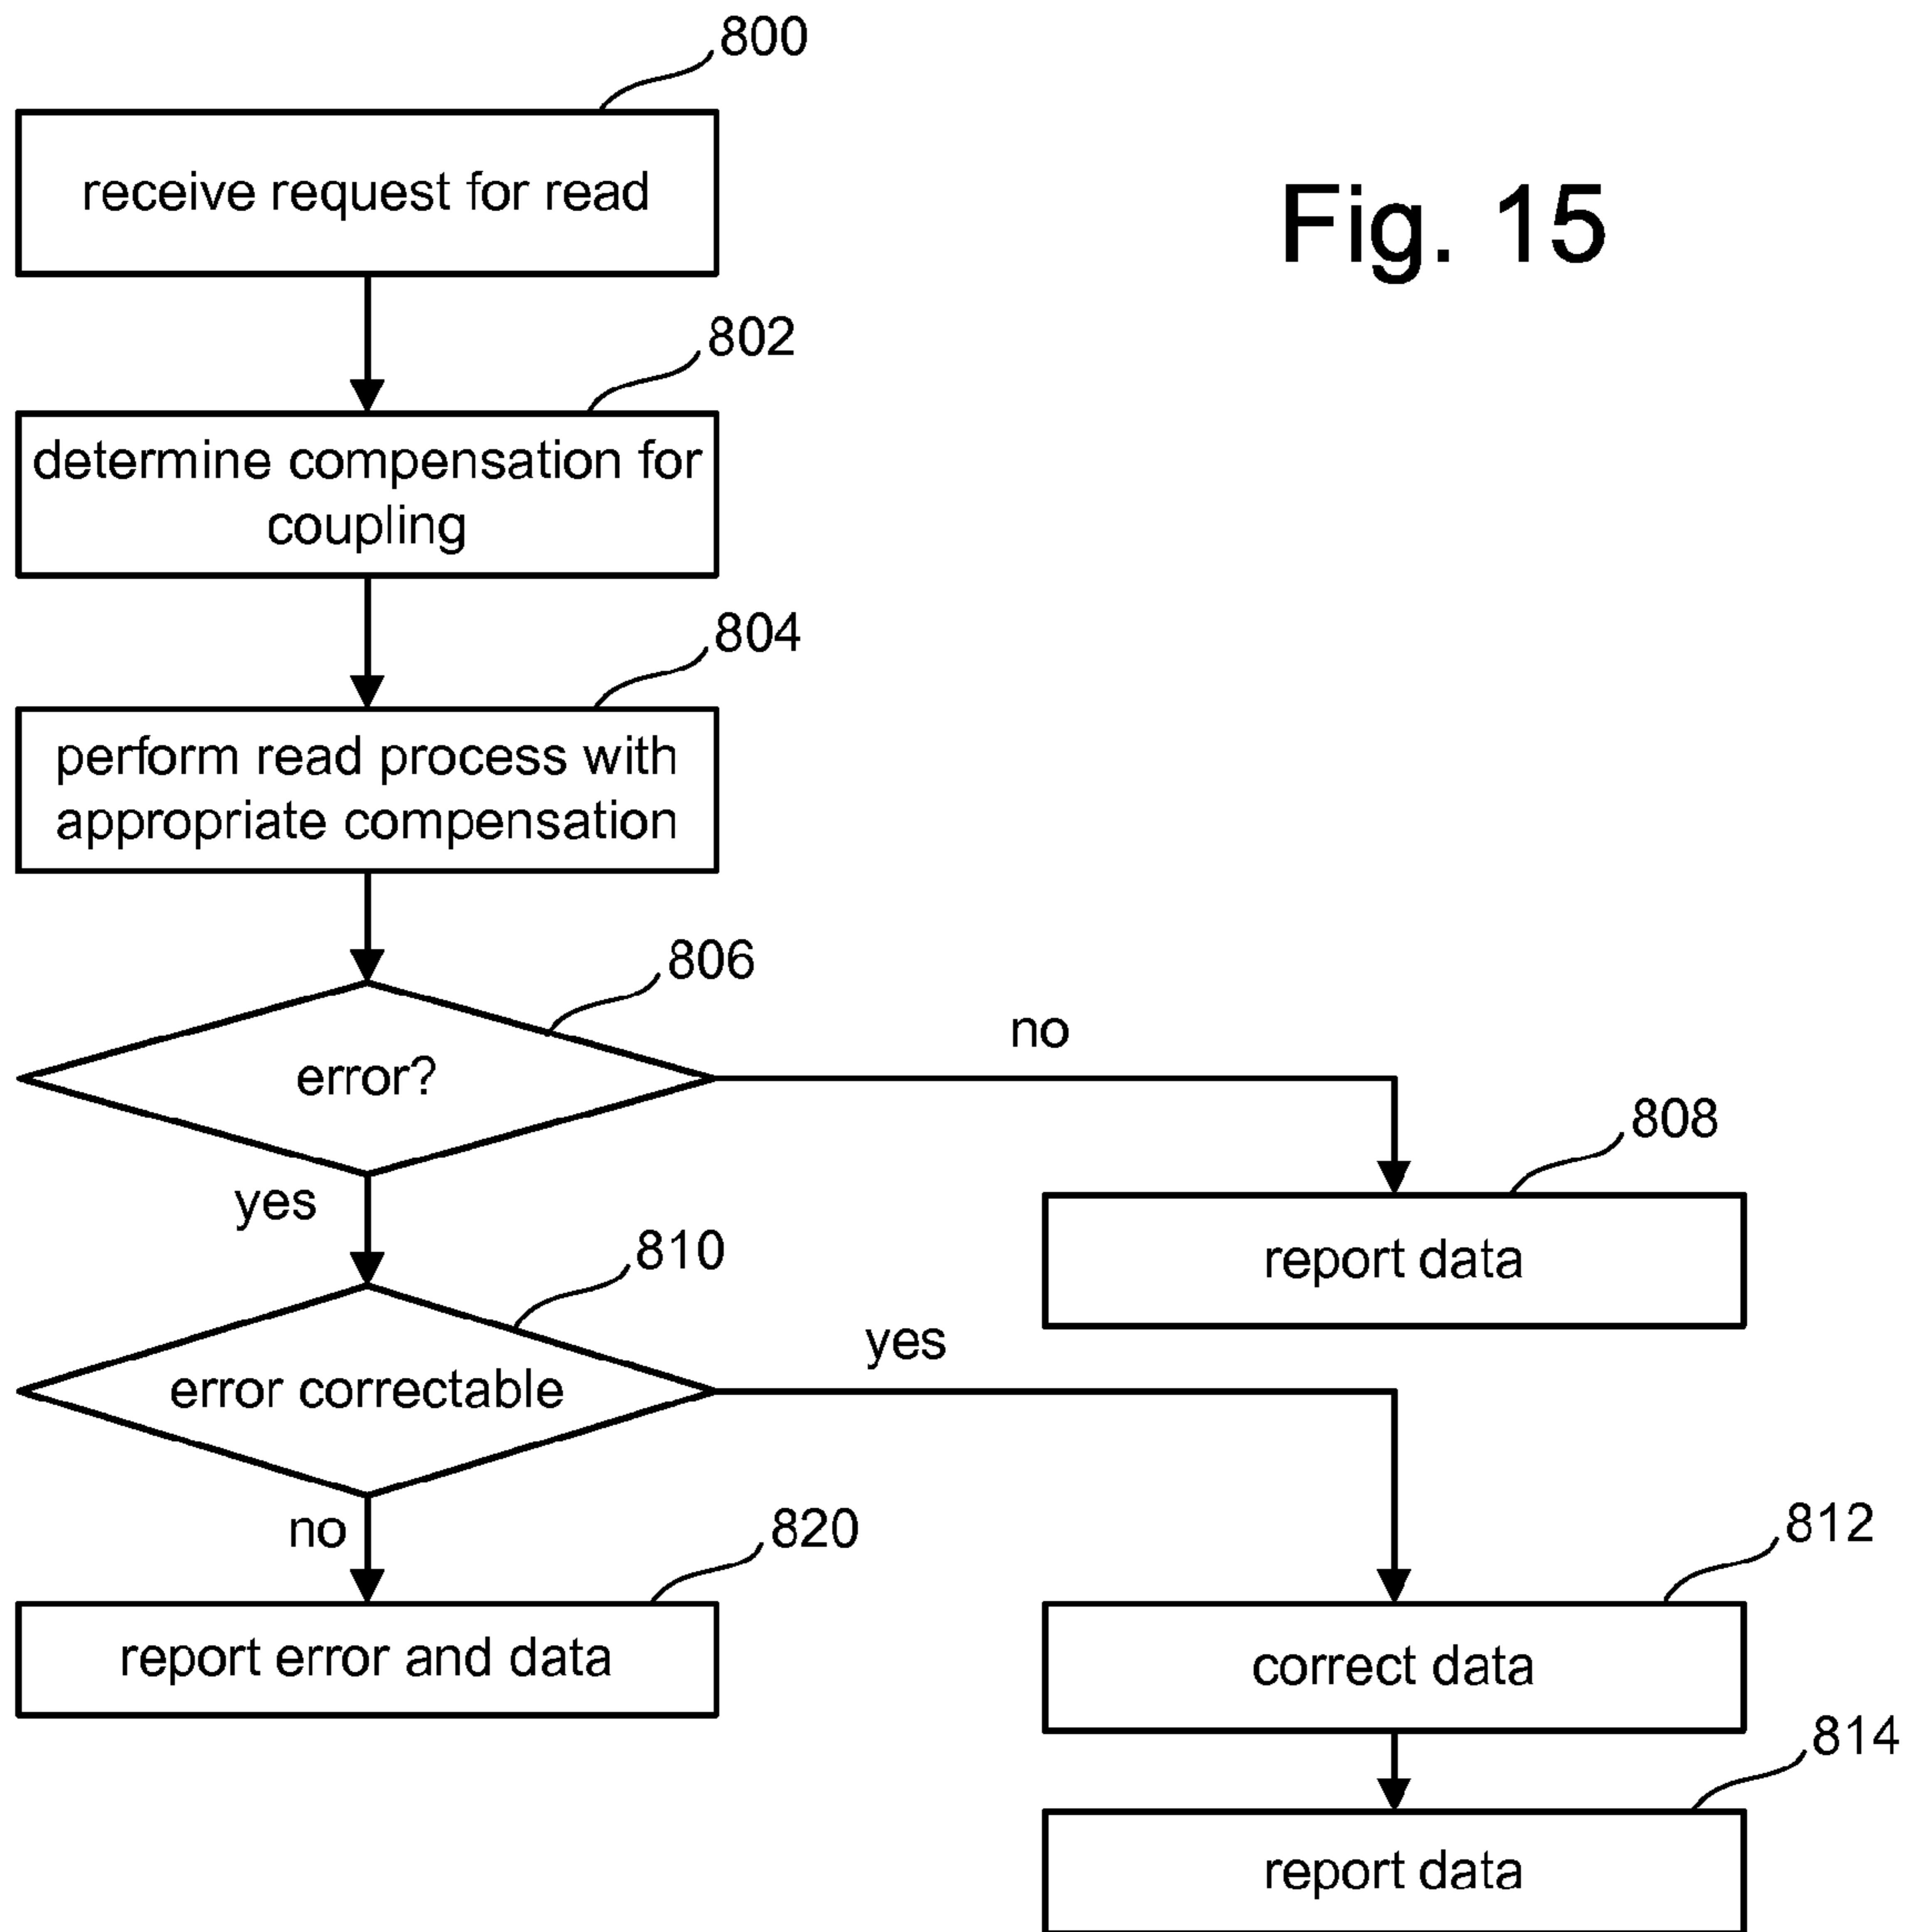 800
receive request for read
Fig. 15
802
determine compensation for
coupling
804
perform read process with
appropriate compensation
806
error?
no
808
report data
yes
810
error correctable
yes
no
820
report error and data
812
correct data
814
report data